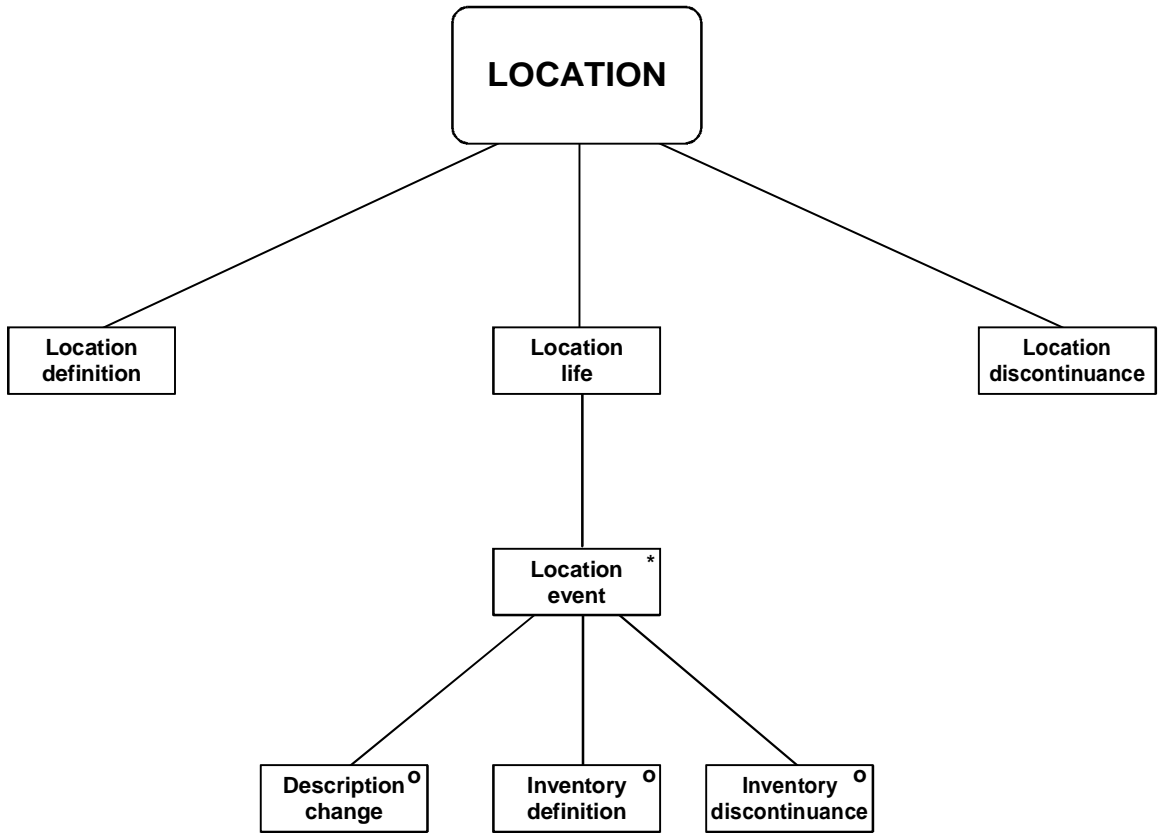 LOCATION
Location
definition
Location
life
Location
discontinuance
Location *
event
Description o
change
Inventory o
definition
Inventory o
discontinuance